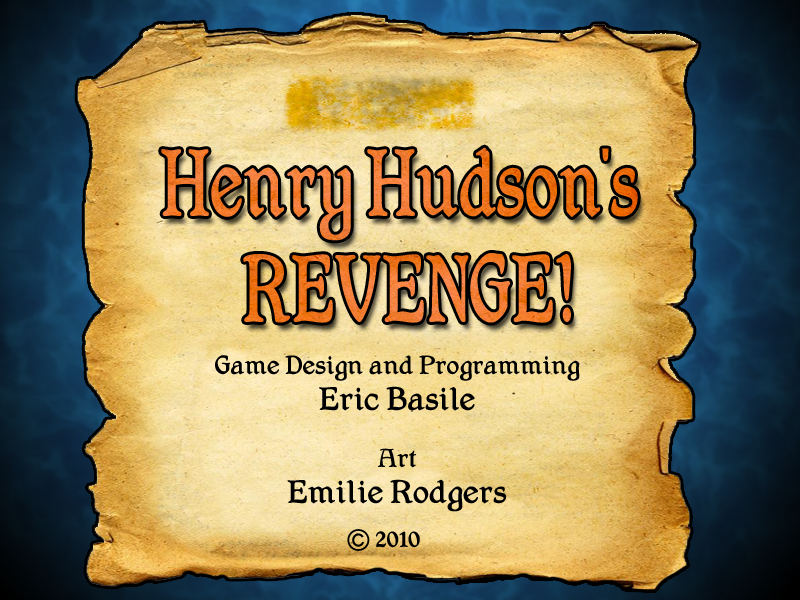 Henry Hudson's
REVENGE!
Game Design and Programming
Eric Basile
Art
Emilie Rodgers
© 2010